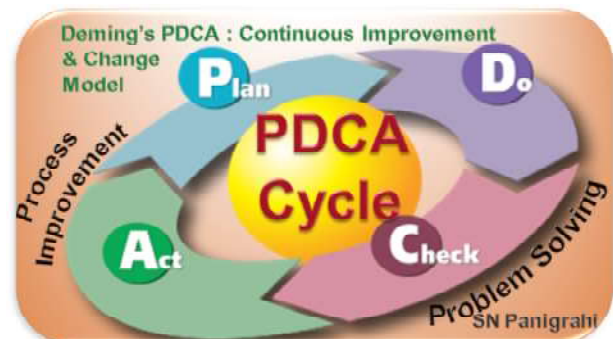 Deming's PDCA : Continuous Improvement
& Change
Model
Plan
Do
PDCA
Cycle
Process
Improvement
Act
Check
Problem Solving
SN Panigrahi